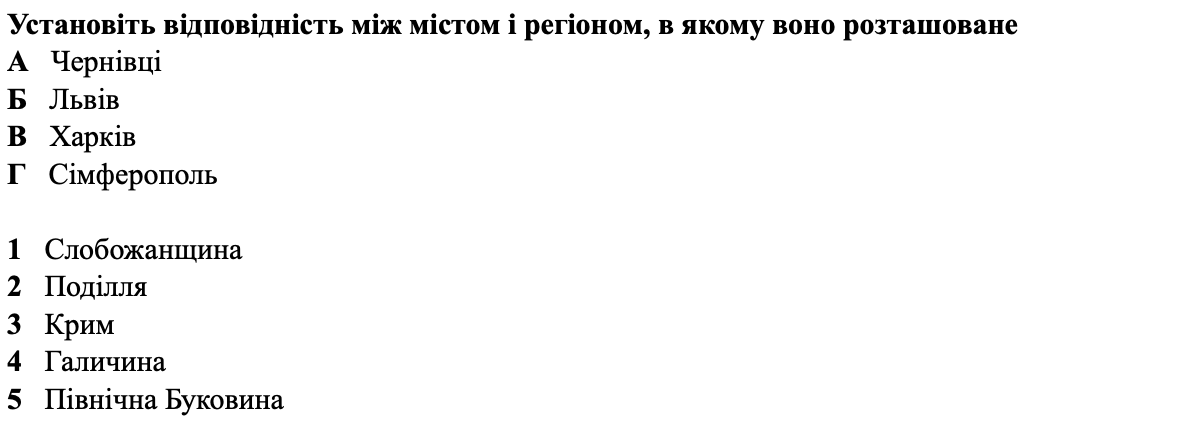 Установіть відповідність між містом і регіоном, в якому воно розташоване
А Чернівці
Б Львів
В Харків
Г Сімферополь
1 Слобожанщина
2 Поділля
3 Крим
4 Галичина
5 Північна Буковина